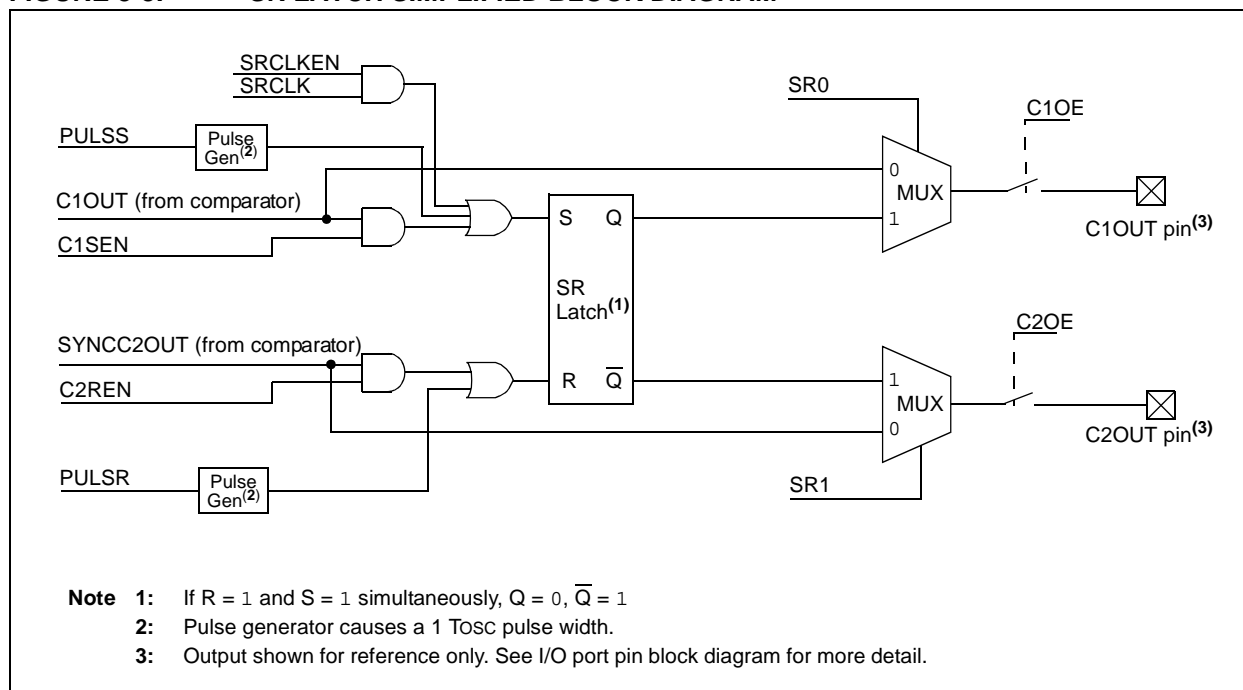 SRCLKEN
SRCLK
SR0
C1OE
PULSS
Pulse
Gen(2)
0
MUX
C1OUT (from comparator)
S Q
1
C1OUT pin(3)
C1SEN
SR
Latch(1)
C2OE
SYNCC2OUT (from comparator)
R Q
1
MUX
C2REN
0
C2OUT pin(3)
PULSR
Pulse
Gen(2)
SR1
Note 1: If R = 1 and S = 1 simultaneously, Q = 0, Q = 1
2: Pulse generator causes a 1 TOSC pulse width.
3: Output shown for reference only. See I/O port pin block diagram for more detail.